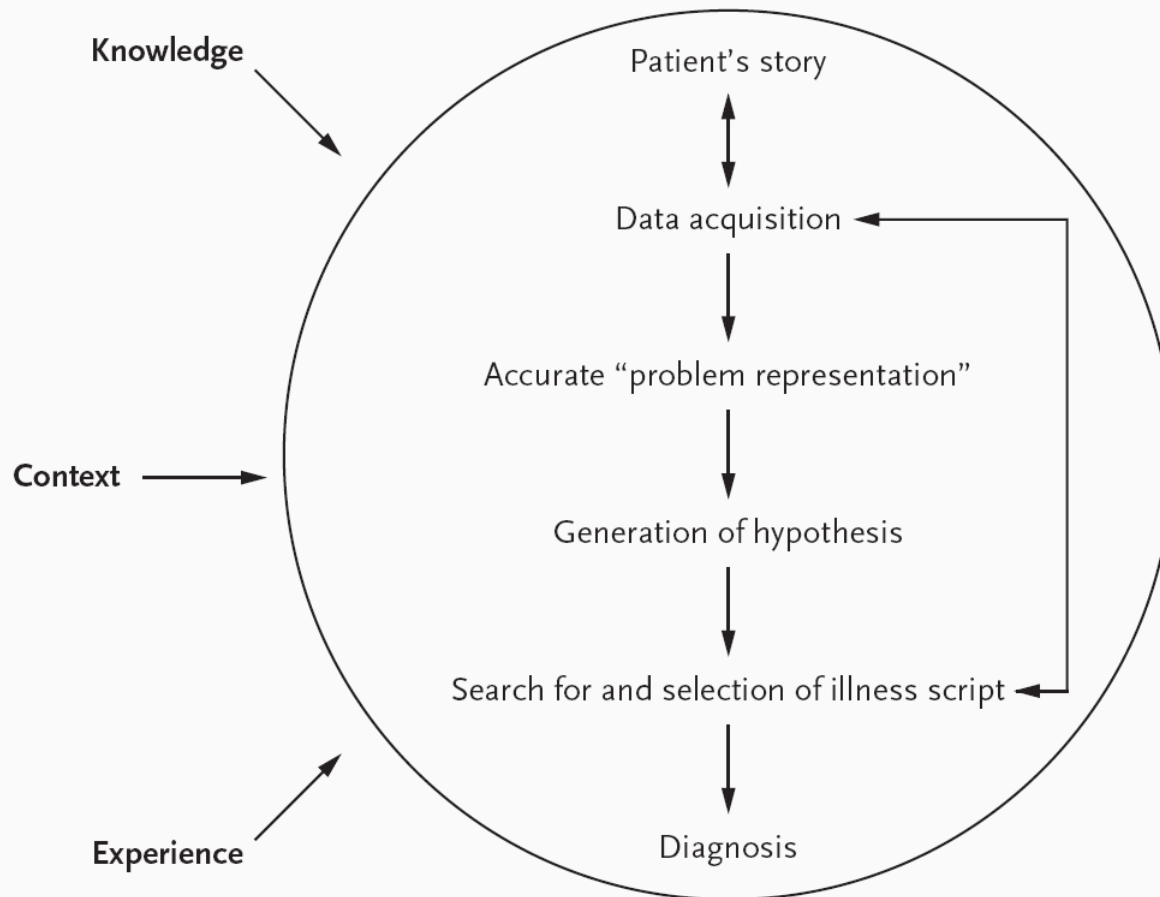 Knowledge
Patient’s story
Data acquisition
Accurate “problem representation”
Context
Generation of hypothesis
Search for and selection of illness script
Experience
Diagnosis